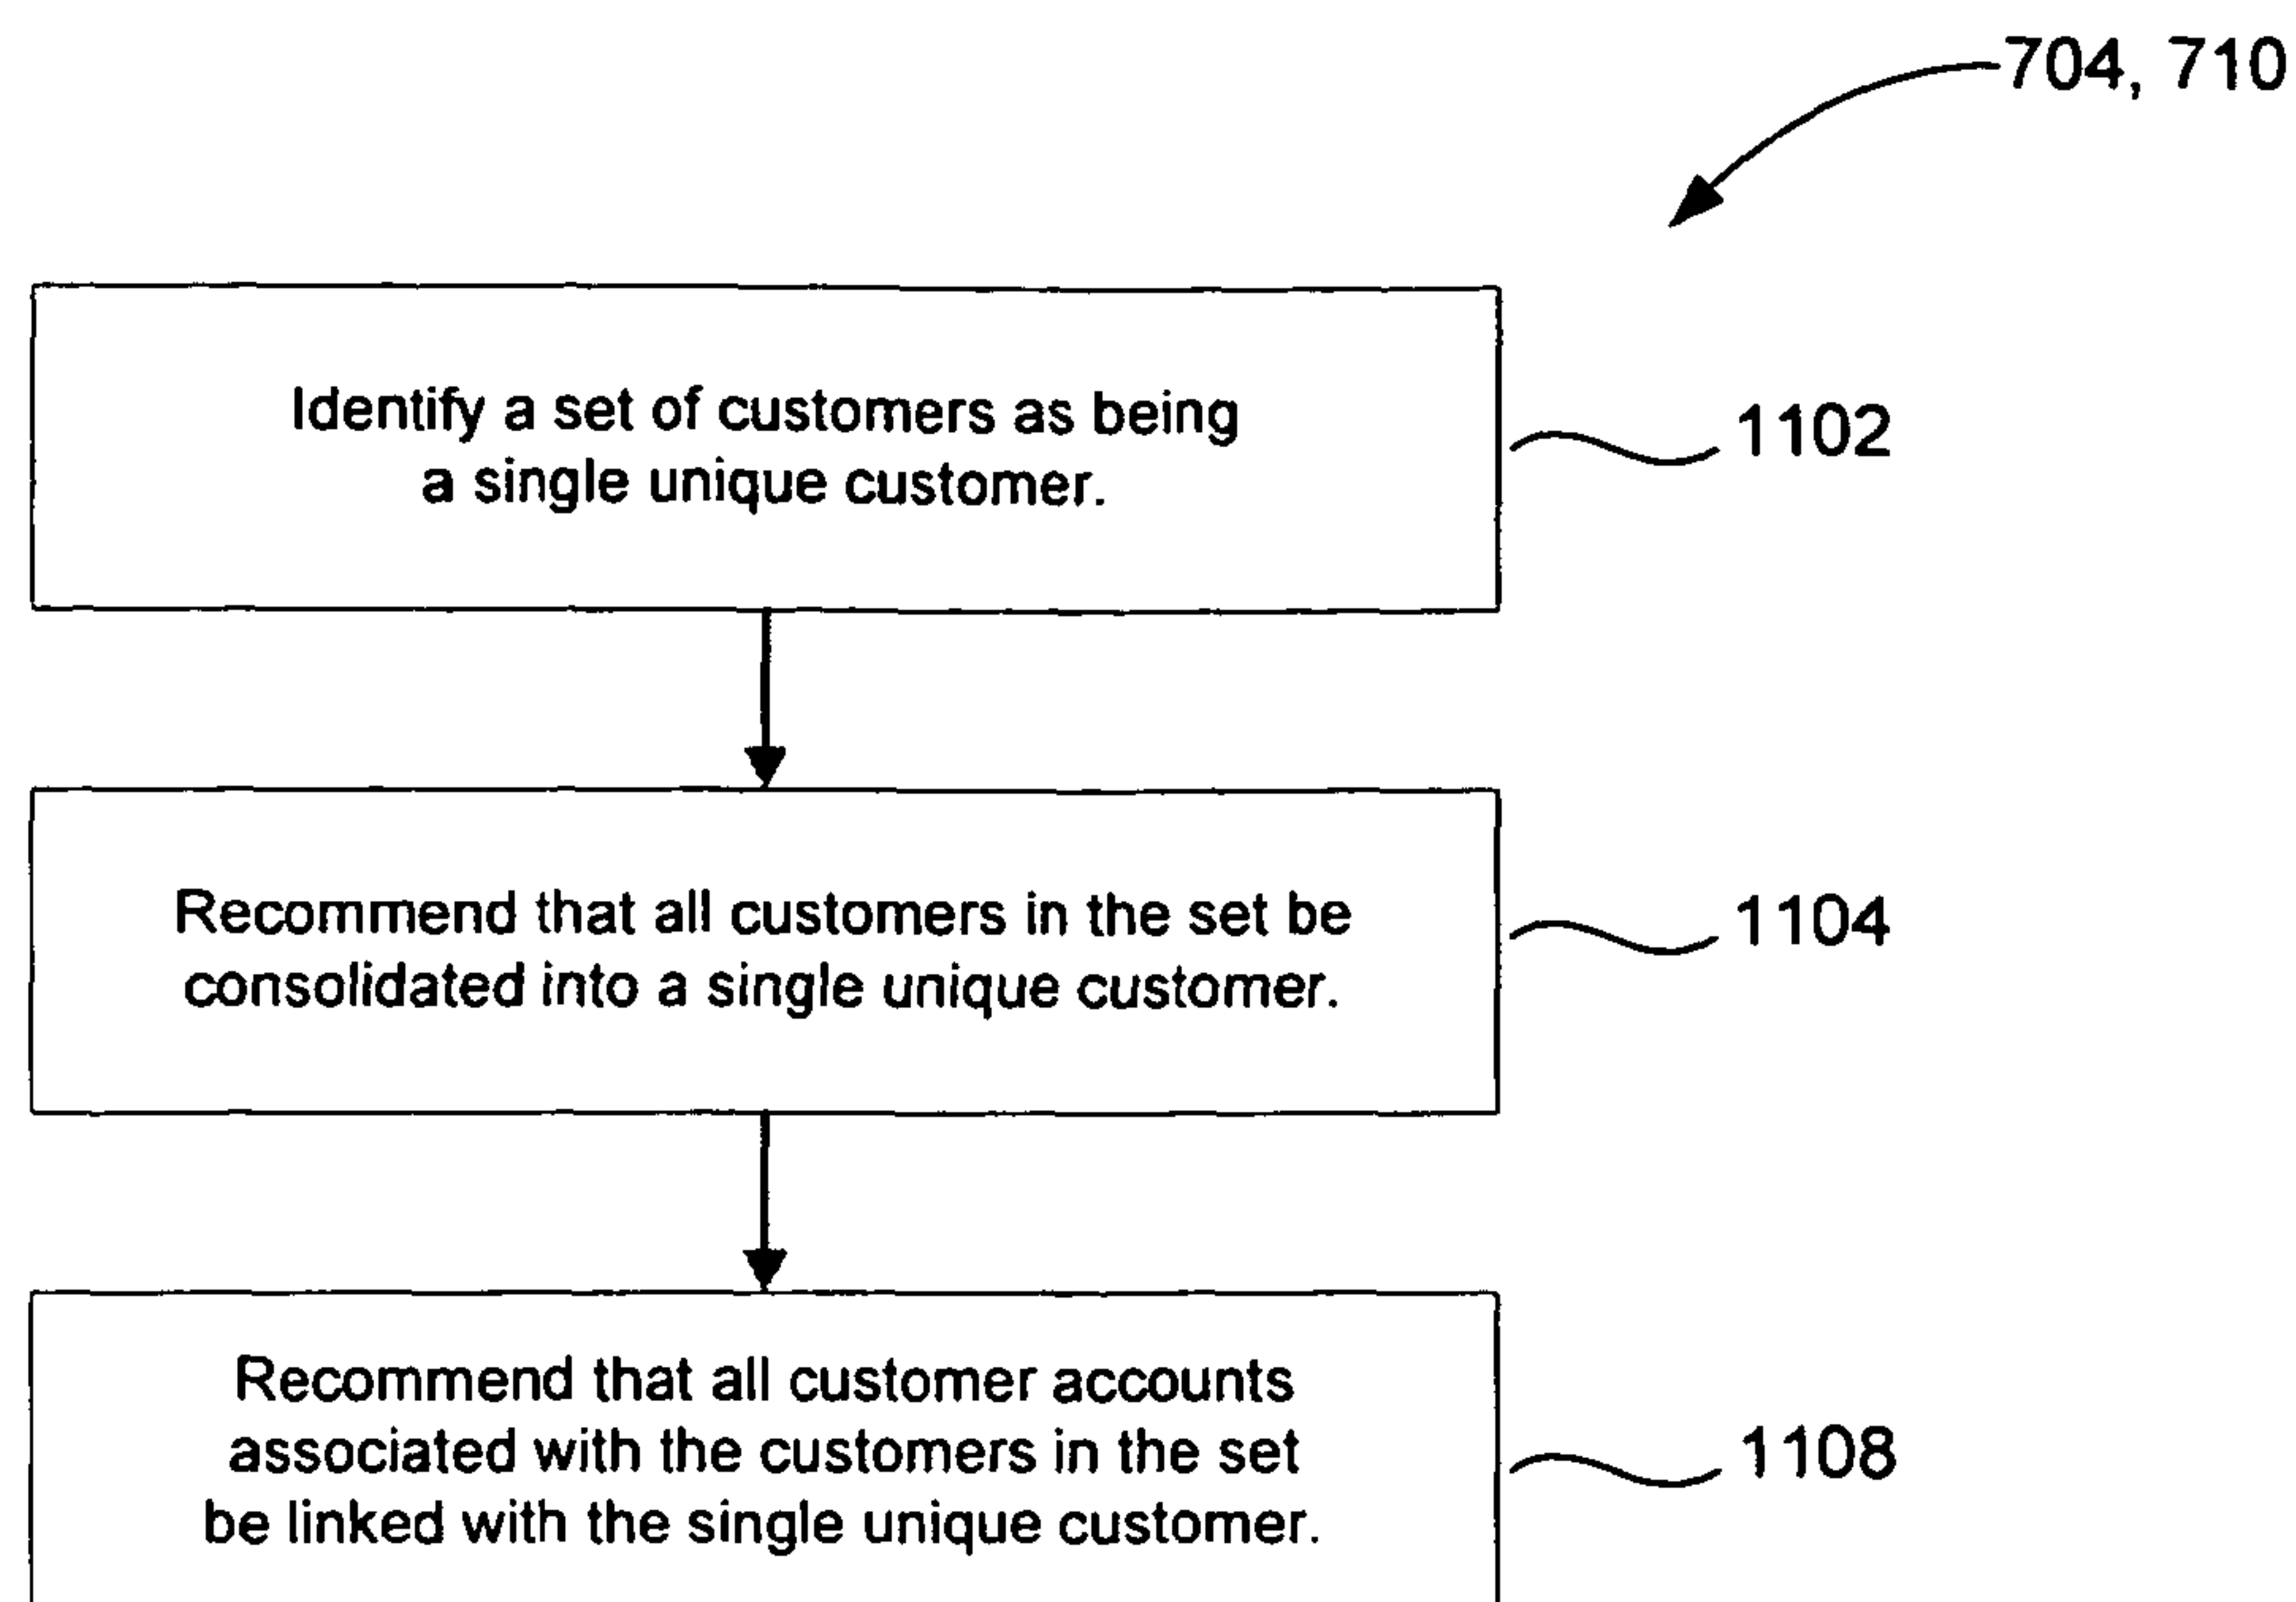 704, 710
Identify a set of customers as being
a single unique customer.
1102
Recommend that all customers in the set be
consolidated into a single unique customer.
1104
Recommend that all customer accounts
associated with the customers in the set
be linked with the single unique customer.
1108